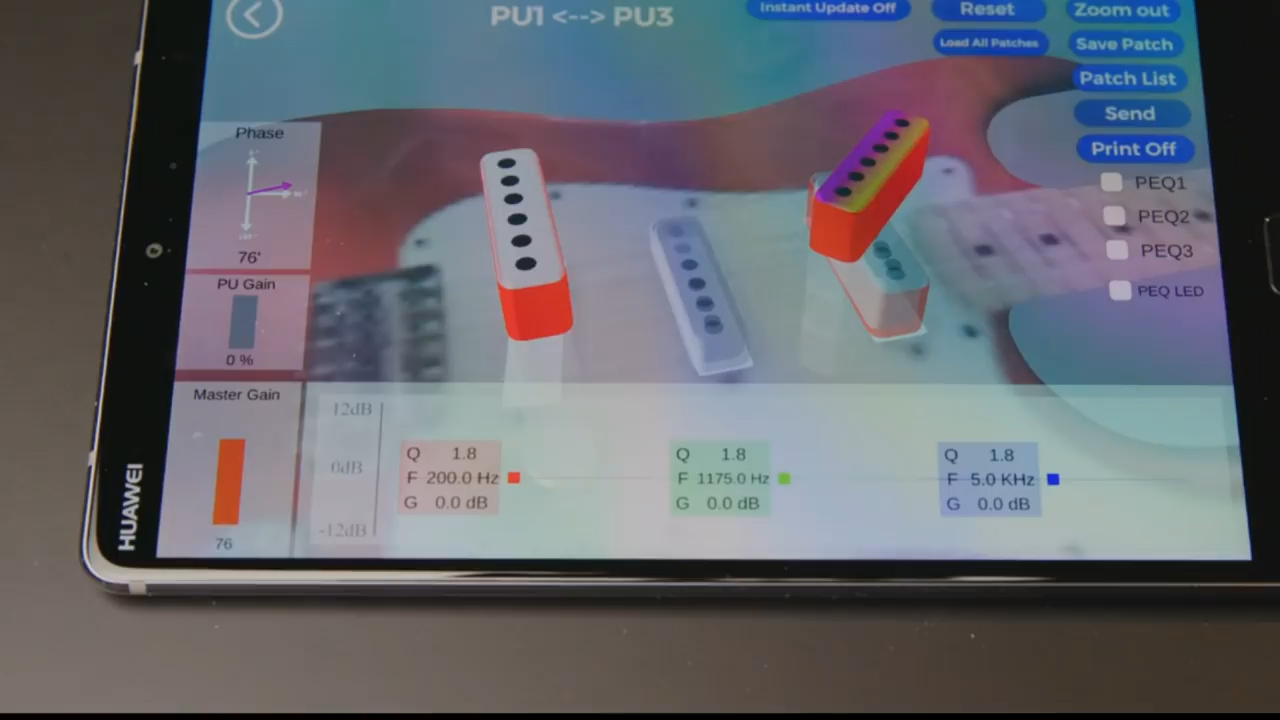 PU1 <--> PU3
Instant Update Off
Reset
Zoom out
Load All Patches
Save Patch
Patch List
Send
Print Off
PEQ1
PEQ2
PEQ3
PEQ LED
Phase
76'
PU Gain
0 %
Master Gain
76
12dB
0dB
-12dB
Q 1.8
F 200.0 Hz
G 0.0 dB
Q 1.8
F 1175.0 Hz
G 0.0 dB
Q 1.8
F 5.0 KHz
G 0.0 dB
HUAWEI